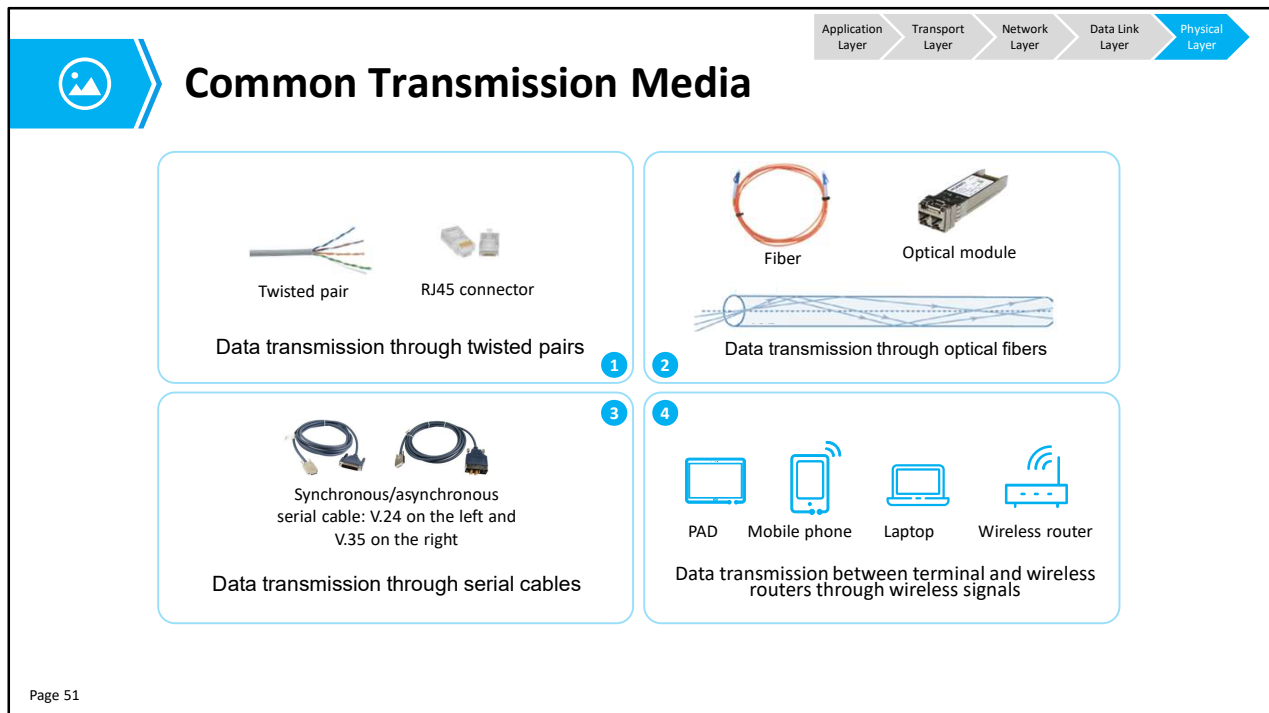 Application Layer
Transport Layer
Network Layer
Data Link Layer
Physical Layer
Common Transmission Media
Twisted pair
RJ45 connector
Data transmission through twisted pairs
1
Fiber
Optical module
Data transmission through optical fibers
2
3
Synchronous/asynchronous
serial cable: V.24 on the left and
V.35 on the right
Data transmission through serial cables
4
PAD
Mobile phone
Laptop
Wireless router
Data transmission between terminal and wireless
routers through wireless signals
Page 51